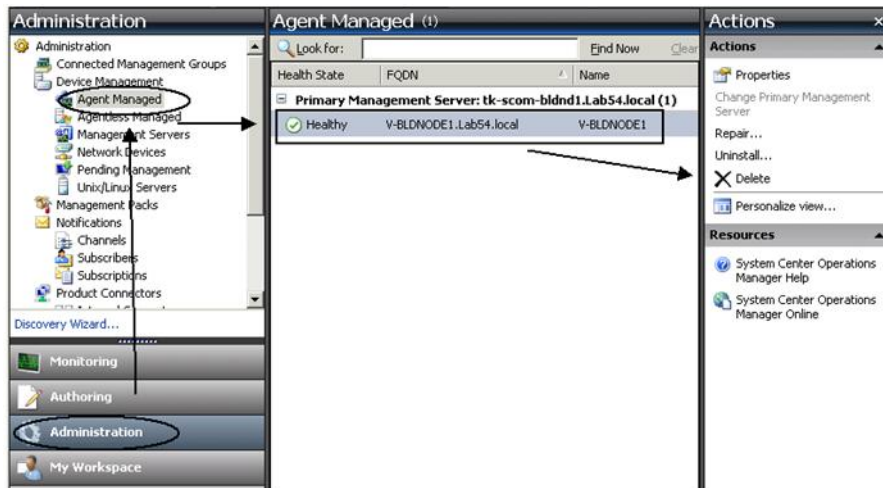 Administration
Administration
Connected Management Groups
Device Management
Agent Managed
Agentless Managed
Management Servers
Network Devices
Pending Management
Unix/Linux Servers
Management Packs
Notifications
Channels
Subscribers
Subscriptions
Product Connectors
Discovery Wizard...
Monitoring
Authoring
Administration
My Workspace
Agent Managed (1)
Look for:
Find Now
Clear
Health State
FQDN
Name
Primary Management Server: tk-scom-bldnd1.Lab54.local (1)
Healthy
V-BLDNODE1.Lab54.local
V-BLDNODE1
Actions
Actions
Properties
Change Primary Management
Server
Repair...
Uninstall...
Delete
Personalize view...
Resources
System Center Operations
Manager Help
System Center Operations
Manager Online